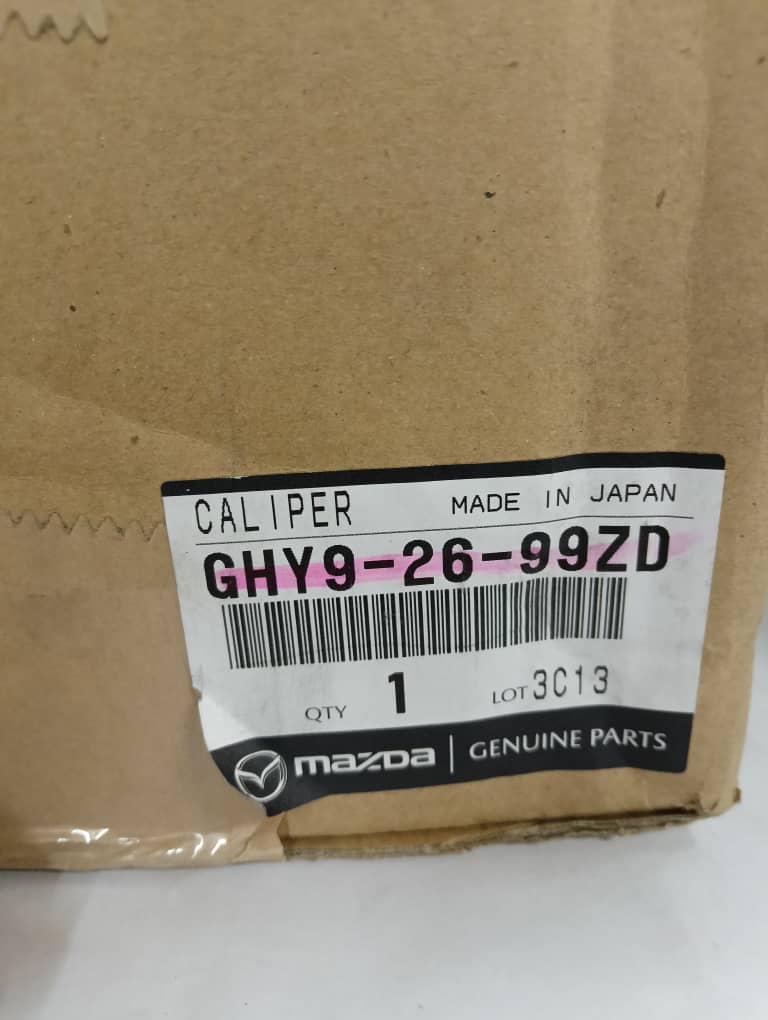 CALIPER MADE IN JAPAN
GHY9-26-99ZD
QTY 1 LOT 3C13
mazda | GENUINE PARTS